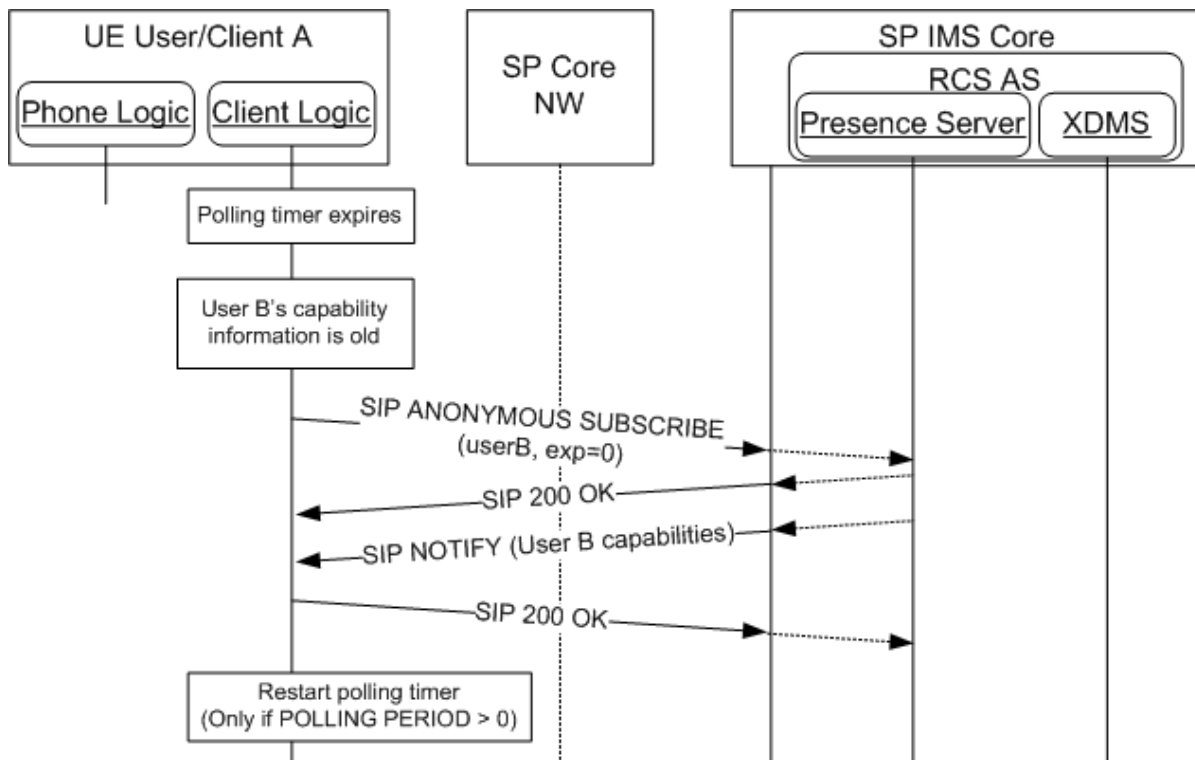 UE User/Client A
Phone Logic
Client Logic
SP Core
NW
SP IMS Core
RCS AS
Presence Server
XDMS
Polling timer expires
User B's capability
information is old
SIP ANONYMOUS SUBSCRIBE
(userB, exp=0)
SIP 200 OK
SIP NOTIFY (User B capabilities)
SIP 200 OK
Restart polling timer
(Only if POLLING PERIOD > 0)